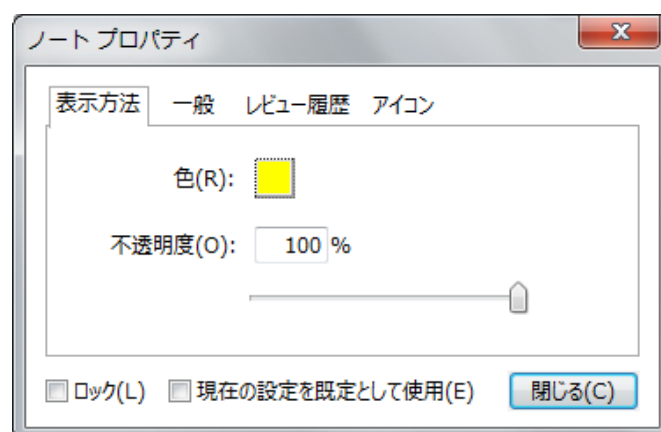 ノート プロパティ
表示方法 一般 レビュー履歴 アイコン
色(R):
不透明度(O): 100 %
ロック(L) 現在の設定を既定として使用(E) 閉じる(C)